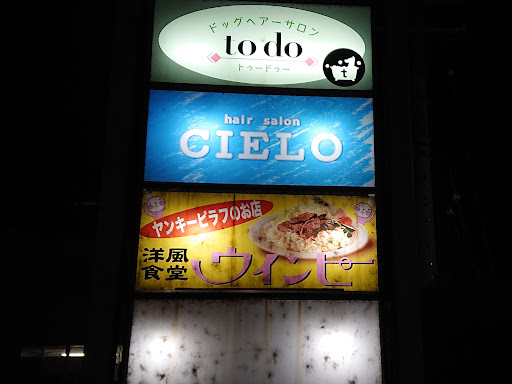 ドッグヘアーサロン
to do
トゥードゥー
t
hair salon
CIELO
ヤンキーピラフのお店
洋風
食堂
ウインピー